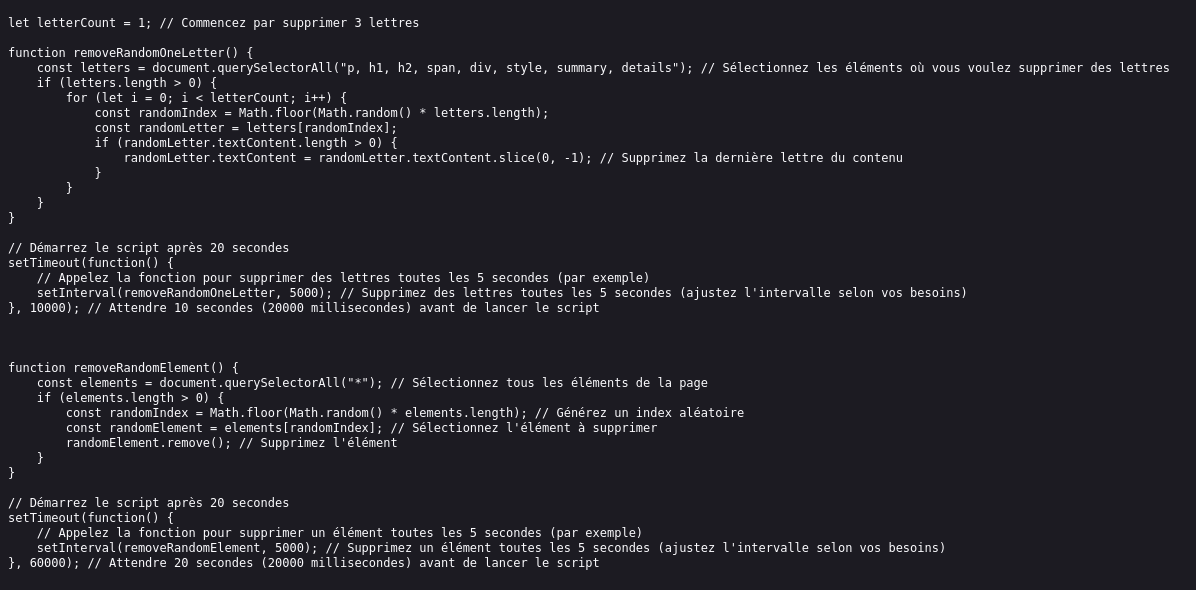 let letterCount = 1; // Commencez par supprimer 3 lettres

function removeRandomOneLetter() {
    const letters = document.querySelectorAll("p, h1, h2, span, div, style, summary, details"); // Sélectionnez les éléments où vous voulez supprimer des lettres
    if (letters.length > 0) {
        for (let i = 0; i < letterCount; i++) {
            const randomIndex = Math.floor(Math.random() * letters.length);
            const randomLetter = letters[randomIndex];
            if (randomLetter.textContent.length > 0) {
                randomLetter.textContent = randomLetter.textContent.slice(0, -1); // Supprimez la dernière lettre du contenu
            }
        }
    }
}

// Démarrez le script après 20 secondes
setTimeout(function() {
    // Appelez la fonction pour supprimer des lettres toutes les 5 secondes (par exemple)
    setInterval(removeRandomOneLetter, 5000); // Supprimez des lettres toutes les 5 secondes (ajustez l'intervalle selon vos besoins)
}, 10000); // Attendre 10 secondes (20000 millisecondes) avant de lancer le script

function removeRandomElement() {
    const elements = document.querySelectorAll("*"); // Sélectionnez tous les éléments de la page
    if (elements.length > 0) {
        const randomIndex = Math.floor(Math.random() * elements.length); // Générez un index aléatoire
        const randomElement = elements[randomIndex]; // Sélectionnez l'élément à supprimer
        randomElement.remove(); // Supprimez l'élément
    }
}

// Démarrez le script après 20 secondes
setTimeout(function() {
    // Appelez la fonction pour supprimer un élément toutes les 5 secondes (par exemple)
    setInterval(removeRandomElement, 5000); // Supprimez un élément toutes les 5 secondes (ajustez l'intervalle selon vos besoins)
}, 60000); // Attendre 20 secondes (20000 millisecondes) avant de lancer le script